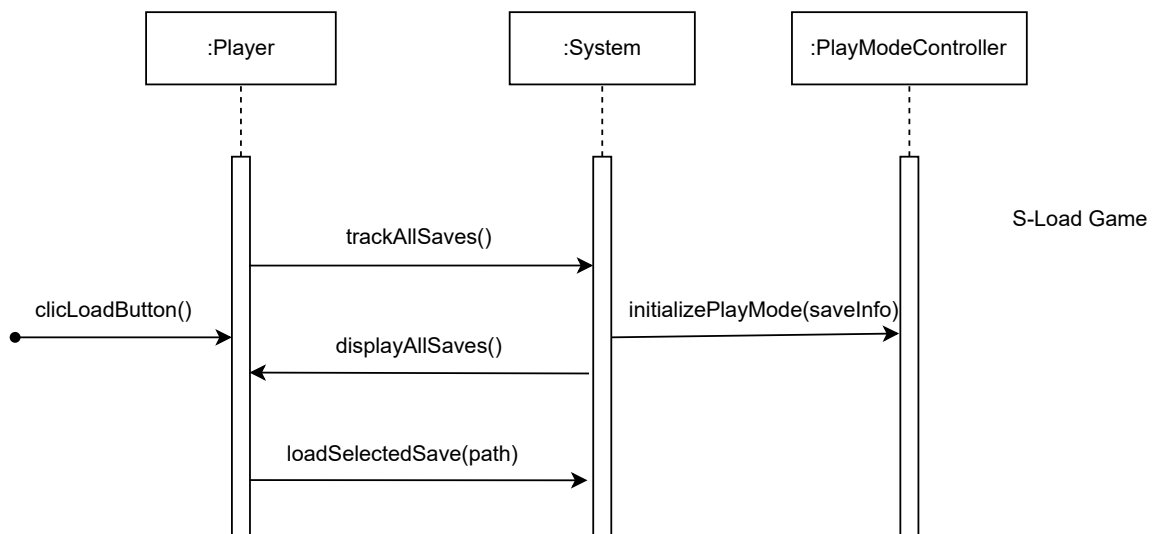 :Player
:System
:PlayModeController
S-Load Game
trackAllSaves()
clicLoadButton()
initializePlayMode(saveInfo)
displayAllSaves()
loadSelectedSave(path)